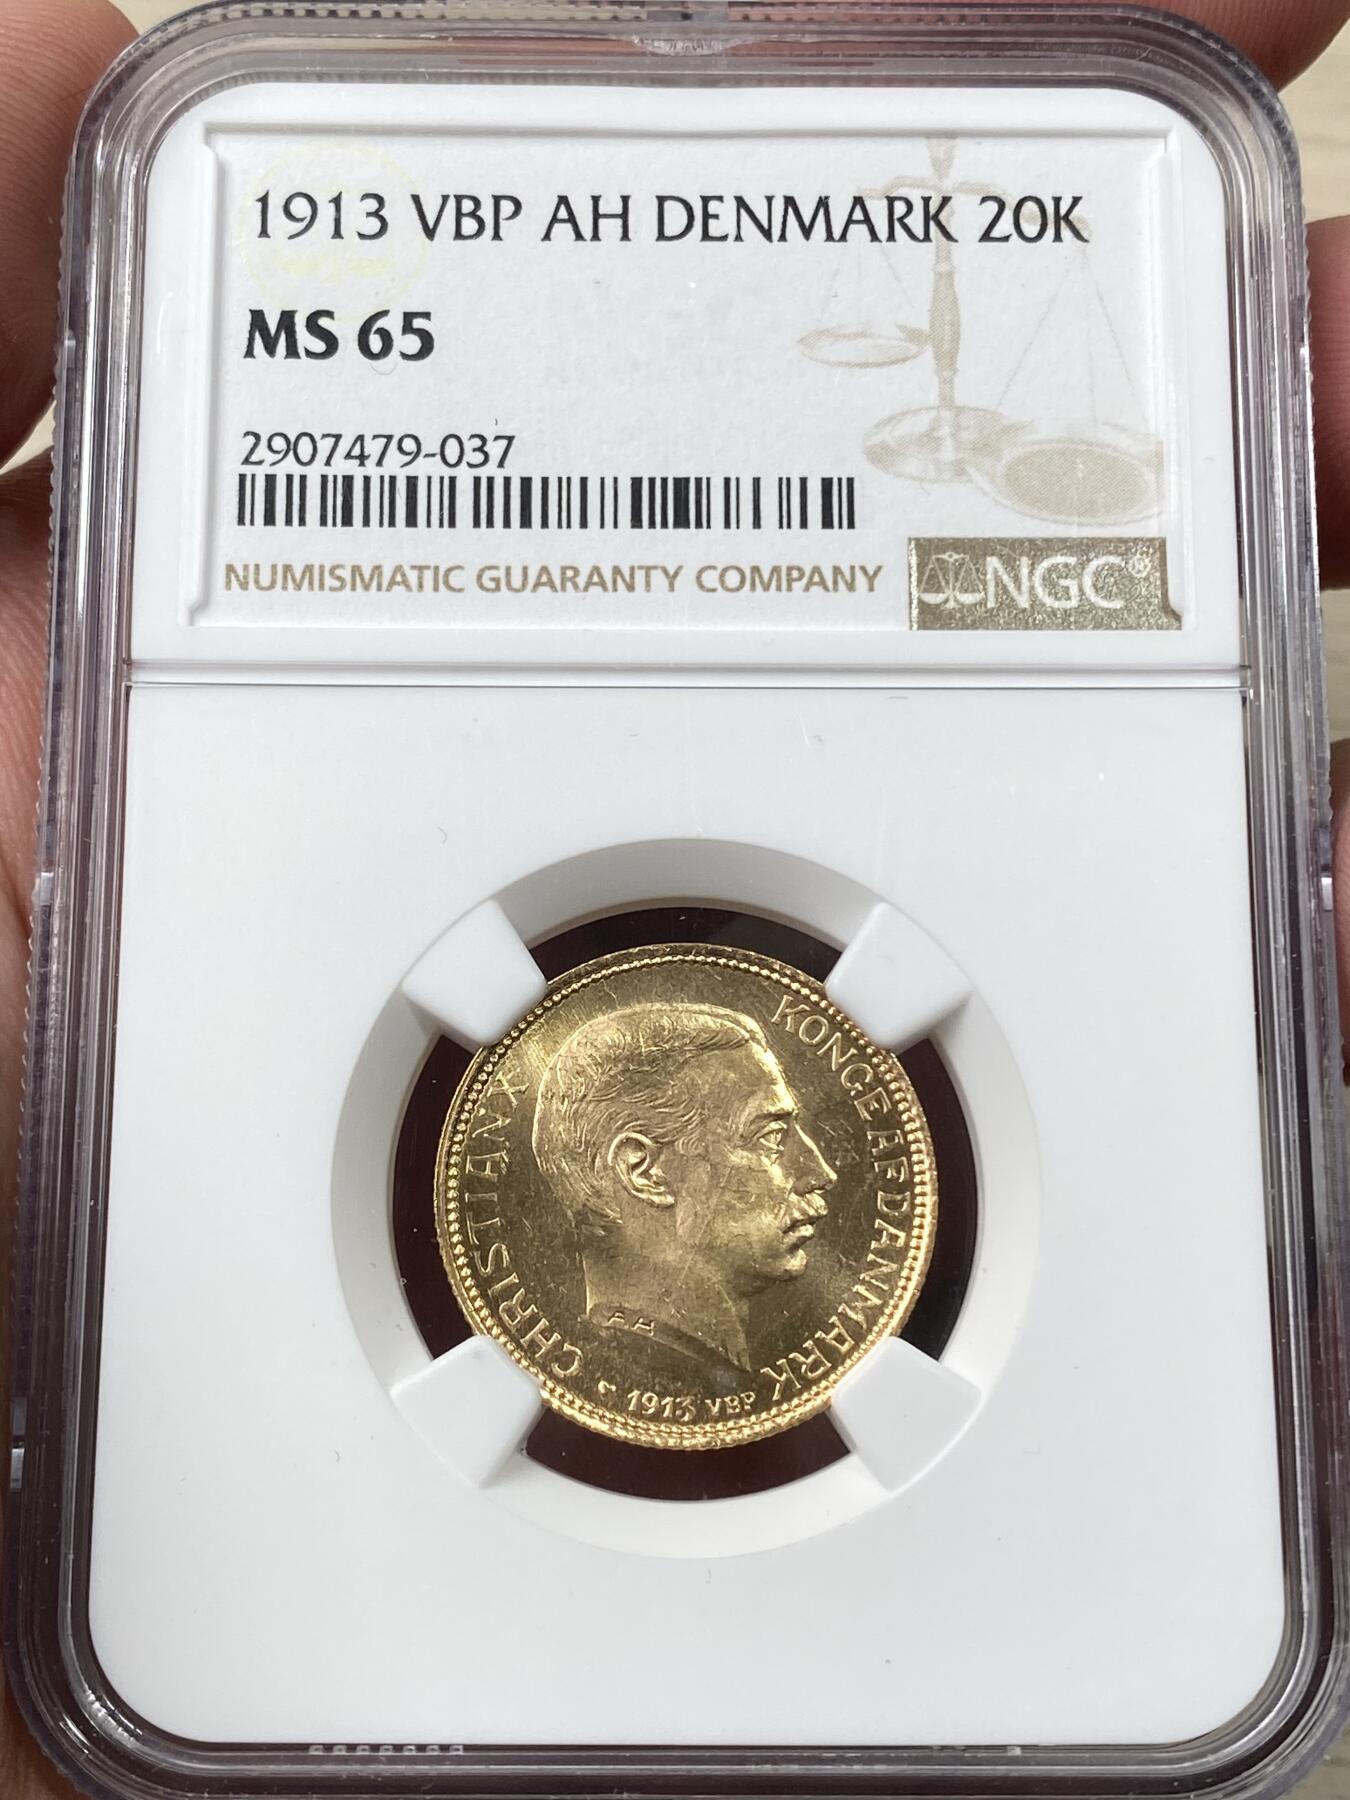 1913 VBP AH DENMARK 20K
MS 65
2907479-037
NUMISMATIC GUARANTY COMPANY
NGC®
CHRISTIAN X KONGE AF DANMARK
AH
1913 VBP